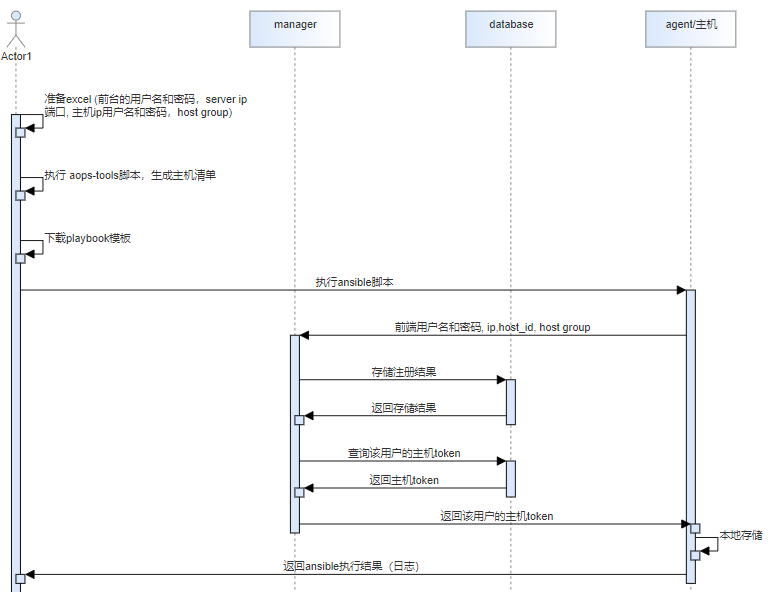 manager
database
agent/主机
Actor1
准备excel (前台的用户名和密码，server ip
端口, 主机ip用户名和密码，host group)
执行 aops-tools脚本，生成主机清单
下载playbook模板
执行ansible脚本
前端用户名和密码, ip,host_id, host group
存储注册结果
返回存储结果
查询该用户的主机token
返回主机token
返回该用户的主机token
本地存储
返回ansible执行结果（日志）